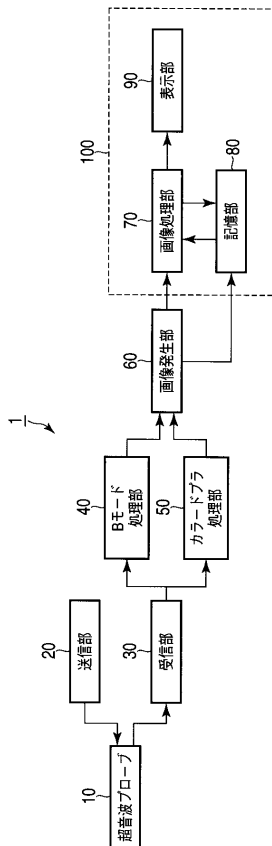 1
10
超音波プローブ
20
送信部
30
受信部
40
Bモード
処理部
50
カラードプラ
処理部
60
画像発生部
100
70
画像処理部
80
記憶部
90
表示部